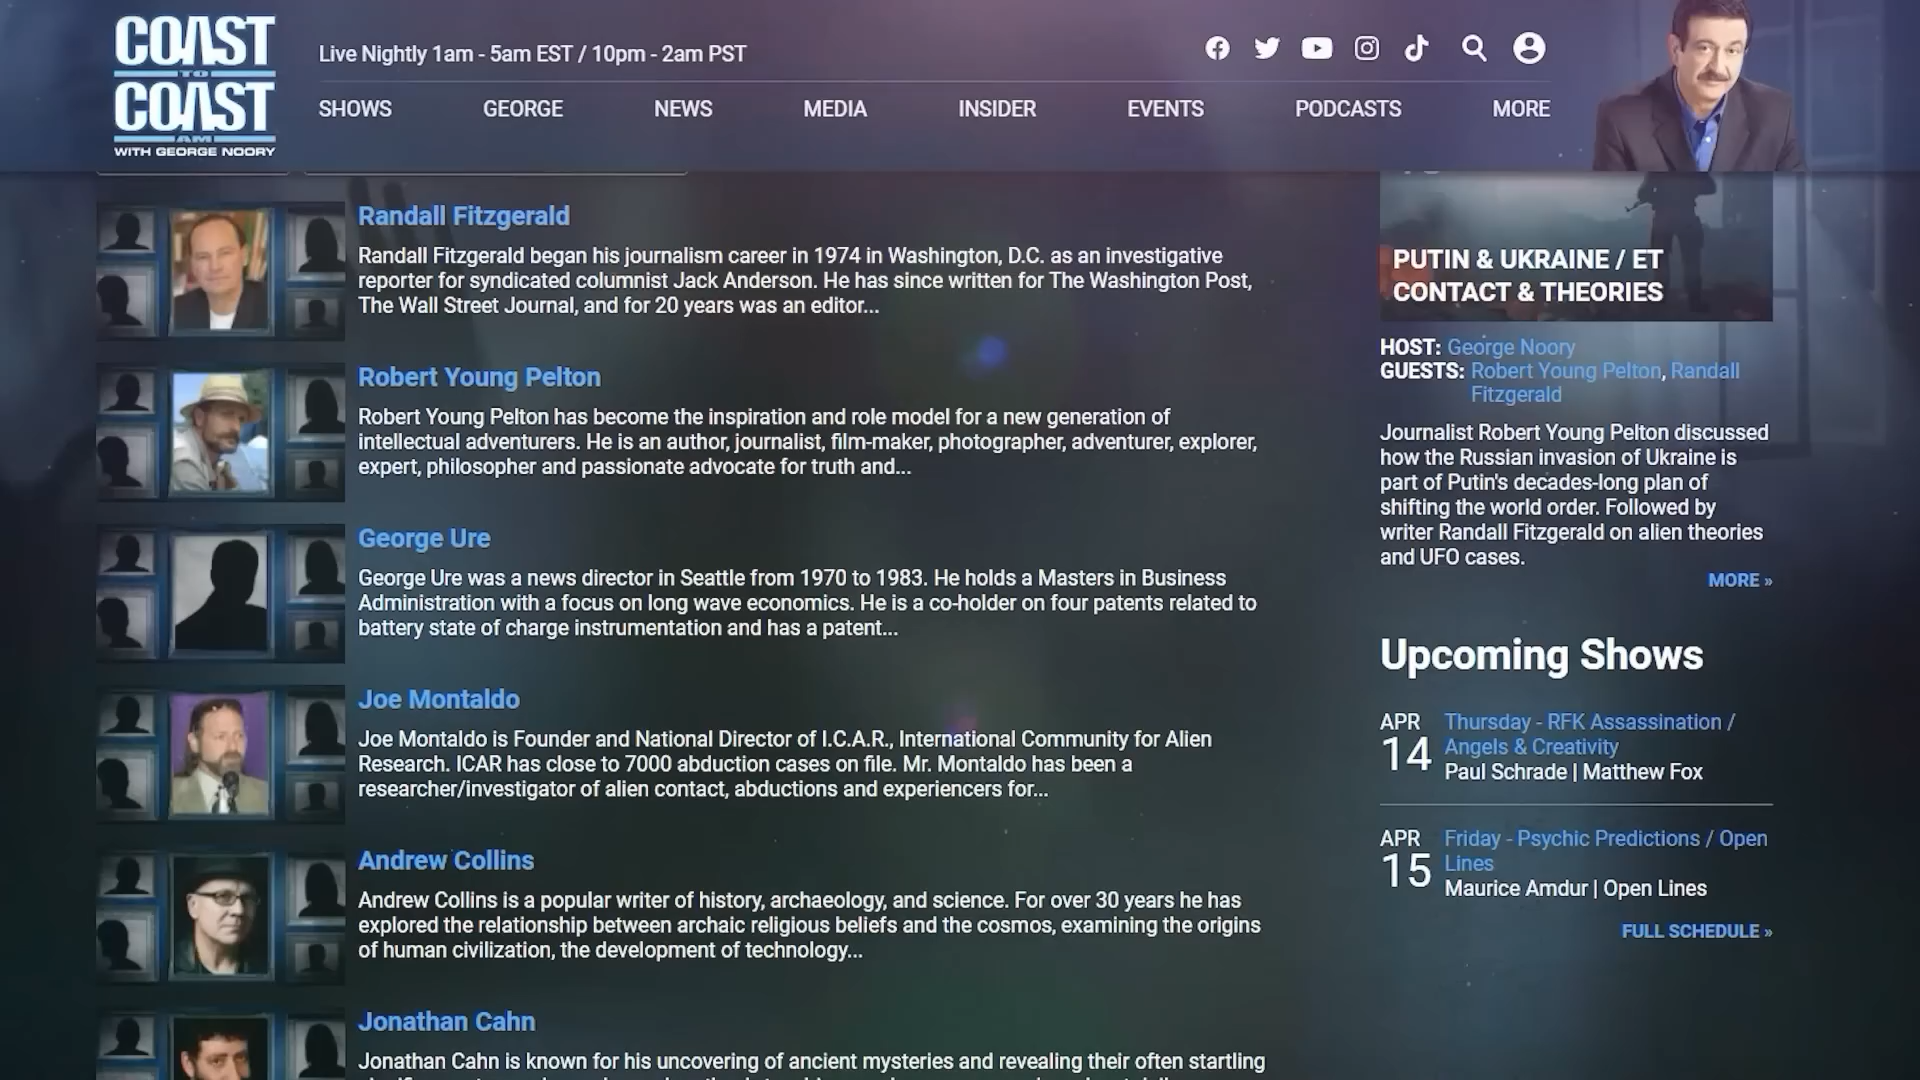 COAST
TO
COAST
AM
WITH GEORGE NOORY
Live Nightly 1am - 5am EST / 10pm - 2am PST
SHOWS GEORGE NEWS MEDIA INSIDER EVENTS PODCASTS MORE
Randall Fitzgerald
Randall Fitzgerald began his journalism career in 1974 in Washington, D.C. as an investigative
reporter for syndicated columnist Jack Anderson. He has since written for The Washington Post,
The Wall Street Journal, and for 20 years was an editor...
Robert Young Pelton
Robert Young Pelton has become the inspiration and role model for a new generation of
intellectual adventurers. He is an author, journalist, film-maker, photographer, adventurer, explorer,
expert, philosopher and passionate advocate for truth and...
George Ure
George Ure was a news director in Seattle from 1970 to 1983. He holds a Masters in Business
Administration with a focus on long wave economics. He is a co-holder on four patents related to
battery state of charge instrumentation and has a patent...
Joe Montaldo
Joe Montaldo is Founder and National Director of I.C.A.R., International Community for Alien
Research. ICAR has close to 7000 abduction cases on file. Mr. Montaldo has been a
researcher/investigator of alien contact, abductions and experiencers for...
Andrew Collins
Andrew Collins is a popular writer of history, archaeology, and science. For over 30 years he has
explored the relationship between archaic religious beliefs and the cosmos, examining the origins
of human civilization, the development of technology...
Jonathan Cahn
Jonathan Cahn is known for his uncovering of ancient mysteries and revealing their often startling
PUTIN & UKRAINE / ET
CONTACT & THEORIES
HOST: George Noory
GUESTS: Robert Young Pelton, Randall
Fitzgerald
Journalist Robert Young Pelton discussed
how the Russian invasion of Ukraine is
part of Putin's decades-long plan of
shifting the world order. Followed by
writer Randall Fitzgerald on alien theories
and UFO cases.
MORE »
Upcoming Shows
APR
14
Thursday - RFK Assassination /
Angels & Creativity
Paul Schrade | Matthew Fox
APR
15
Friday - Psychic Predictions / Open
Lines
Maurice Amdur | Open Lines
FULL SCHEDULE »